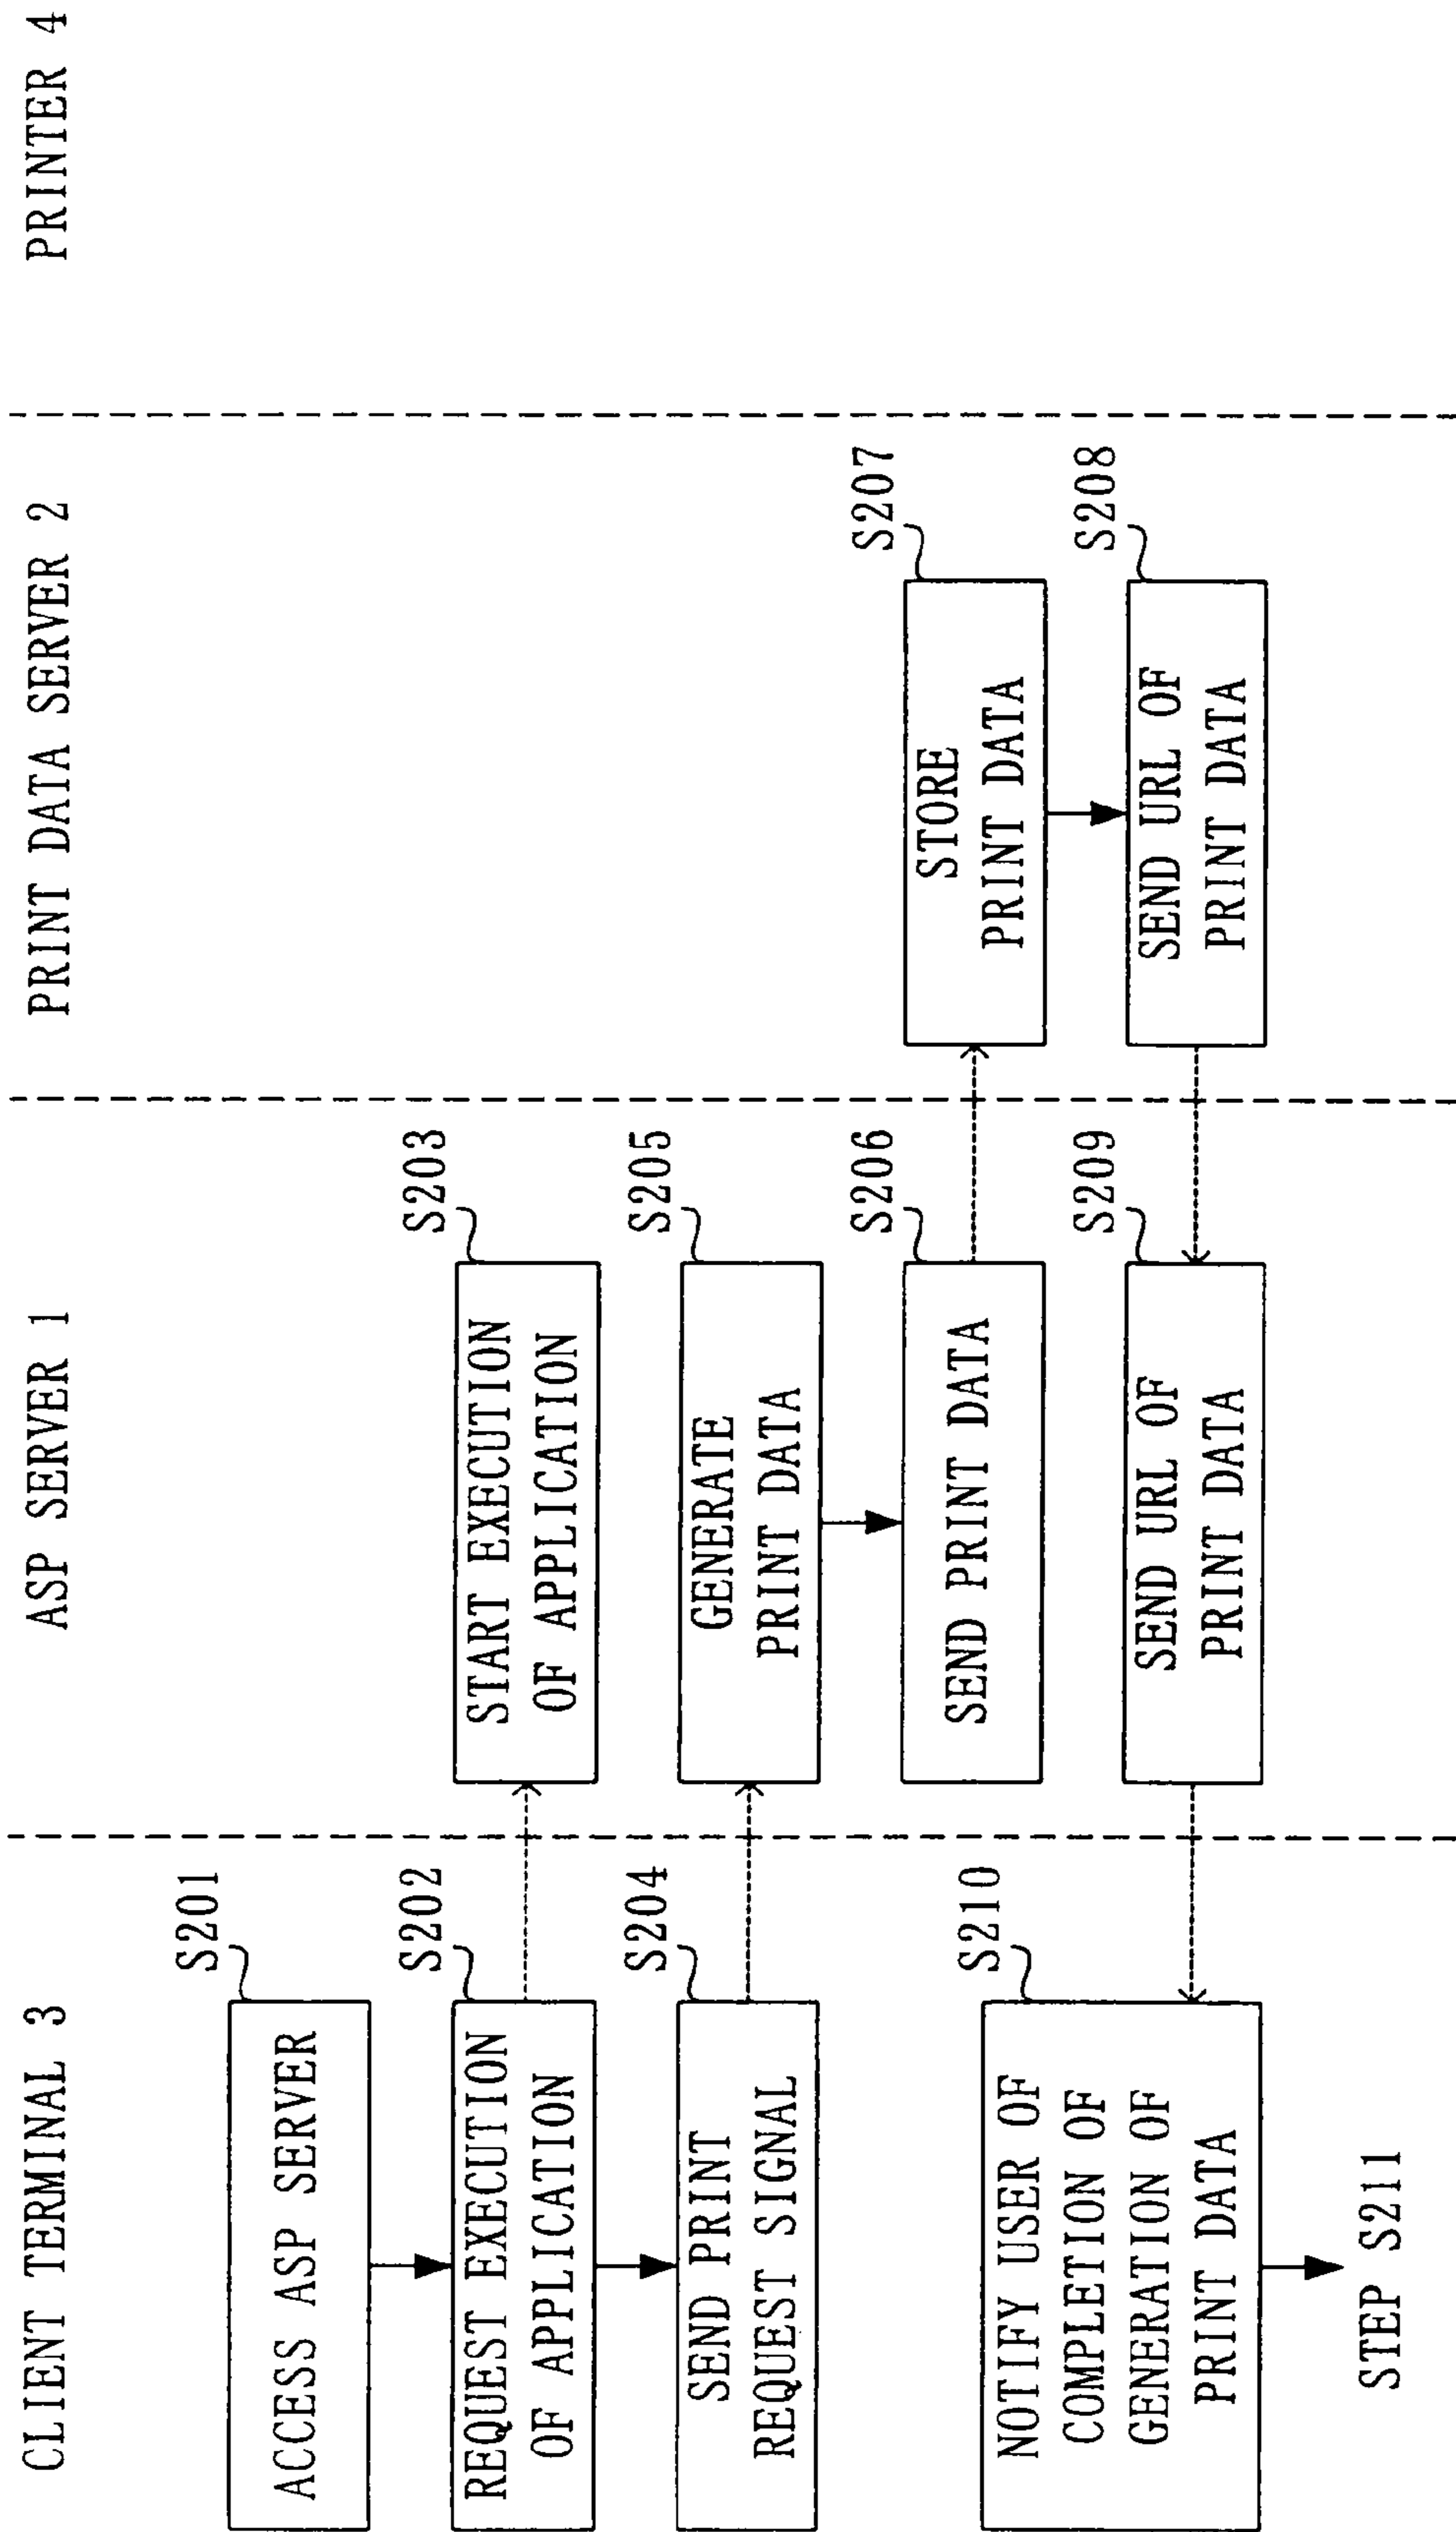 CLIENT TERMINAL 3
ASP SERVER 1
PRINT DATA SERVER 2
PRINTER 4
S201
ACCESS ASP SERVER
S202
REQUEST EXECUTION
OF APPLICATION
S203
START EXECUTION
OF APPLICATION
S204
SEND PRINT
REQUEST SIGNAL
S205
GENERATE
PRINT DATA
S206
SEND PRINT DATA
S207
STORE
PRINT DATA
S208
SEND URL OF
PRINT DATA
S209
SEND URL OF
PRINT DATA
S210
NOTIFY USER OF
COMPLETION OF
GENERATION OF
PRINT DATA
STEP S211